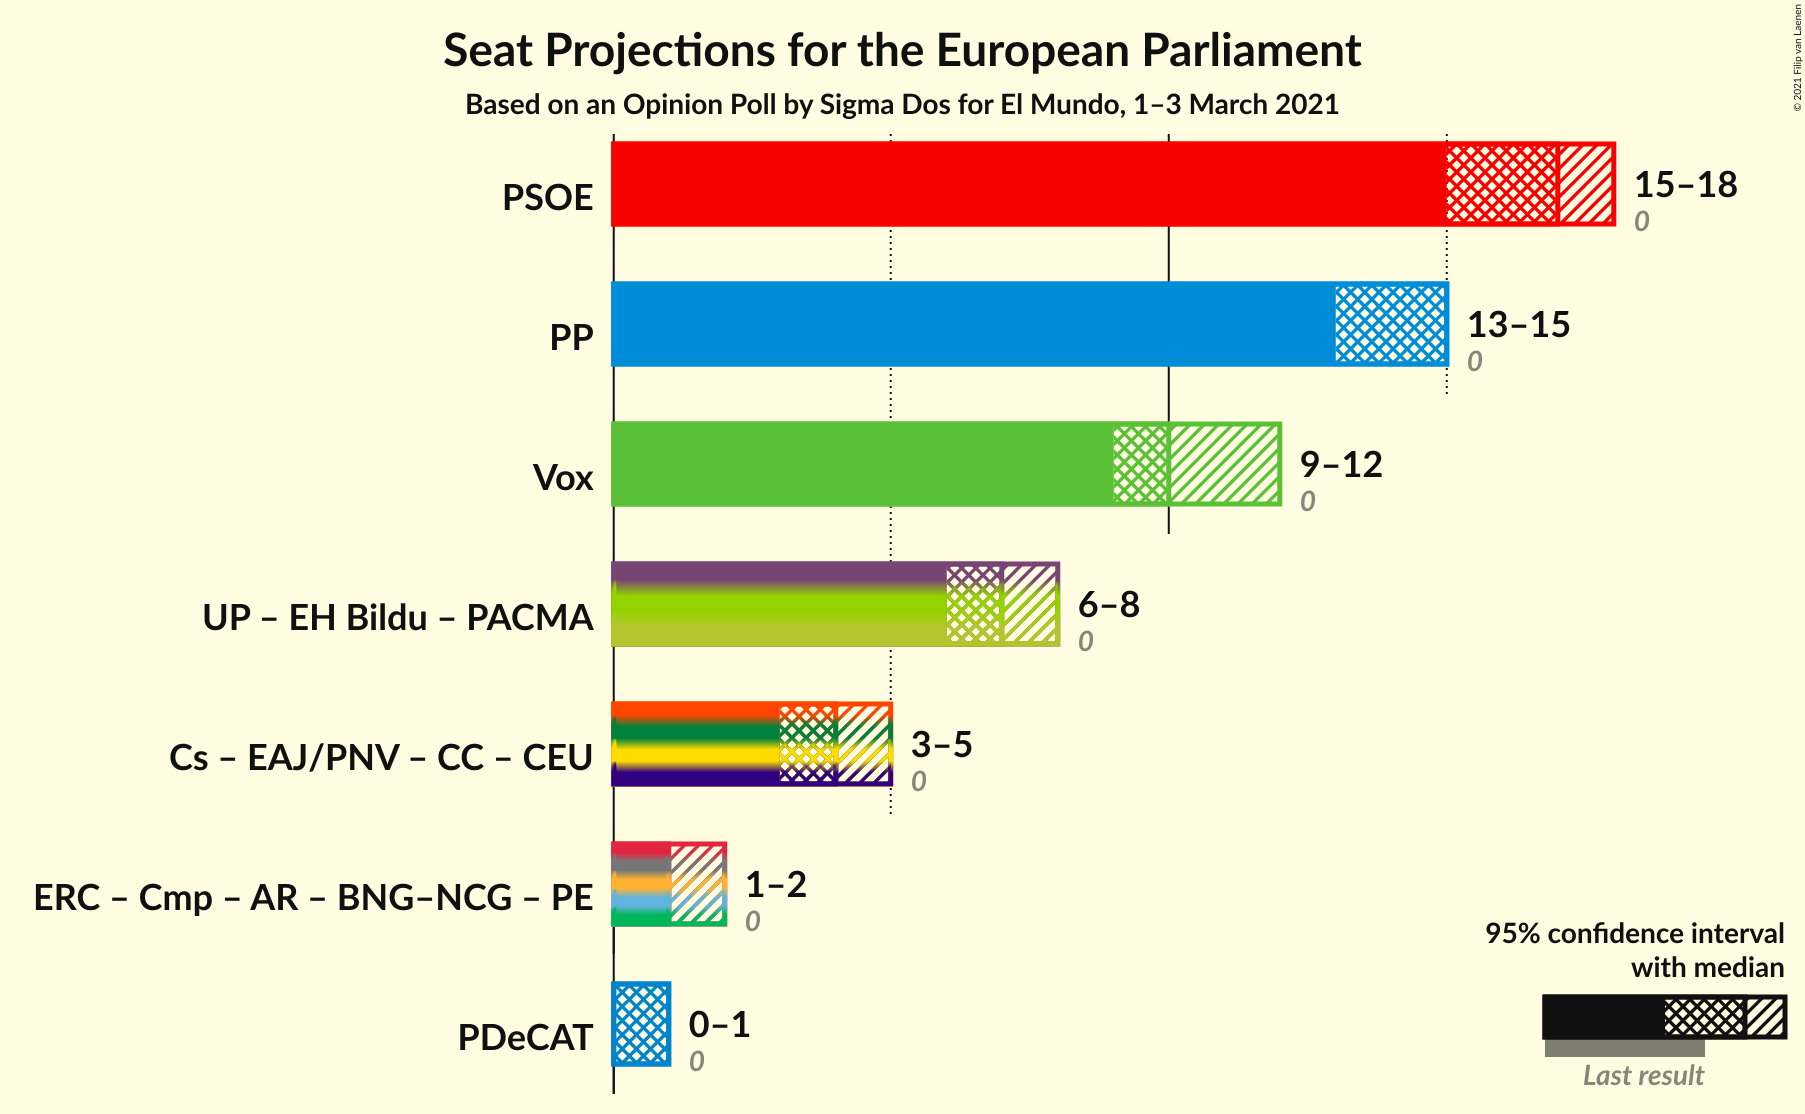 Seat Projections for the European Parliament
Based on an Opinion Poll by Sigma Dos for El Mundo, 1–3 March 2021
© 2021 Filip van Laenen
PSOE
15–18
0
PP
13–15
0
Vox
9–12
0
UP – EH Bildu – PACMA
6–8
0
Cs – EAJ/PNV – CC – CEU
3–5
0
ERC – Cmp – AR – BNG–NCG – PE
1–2
0
PDeCAT
0–1
0
95% confidence interval
with median
Last result